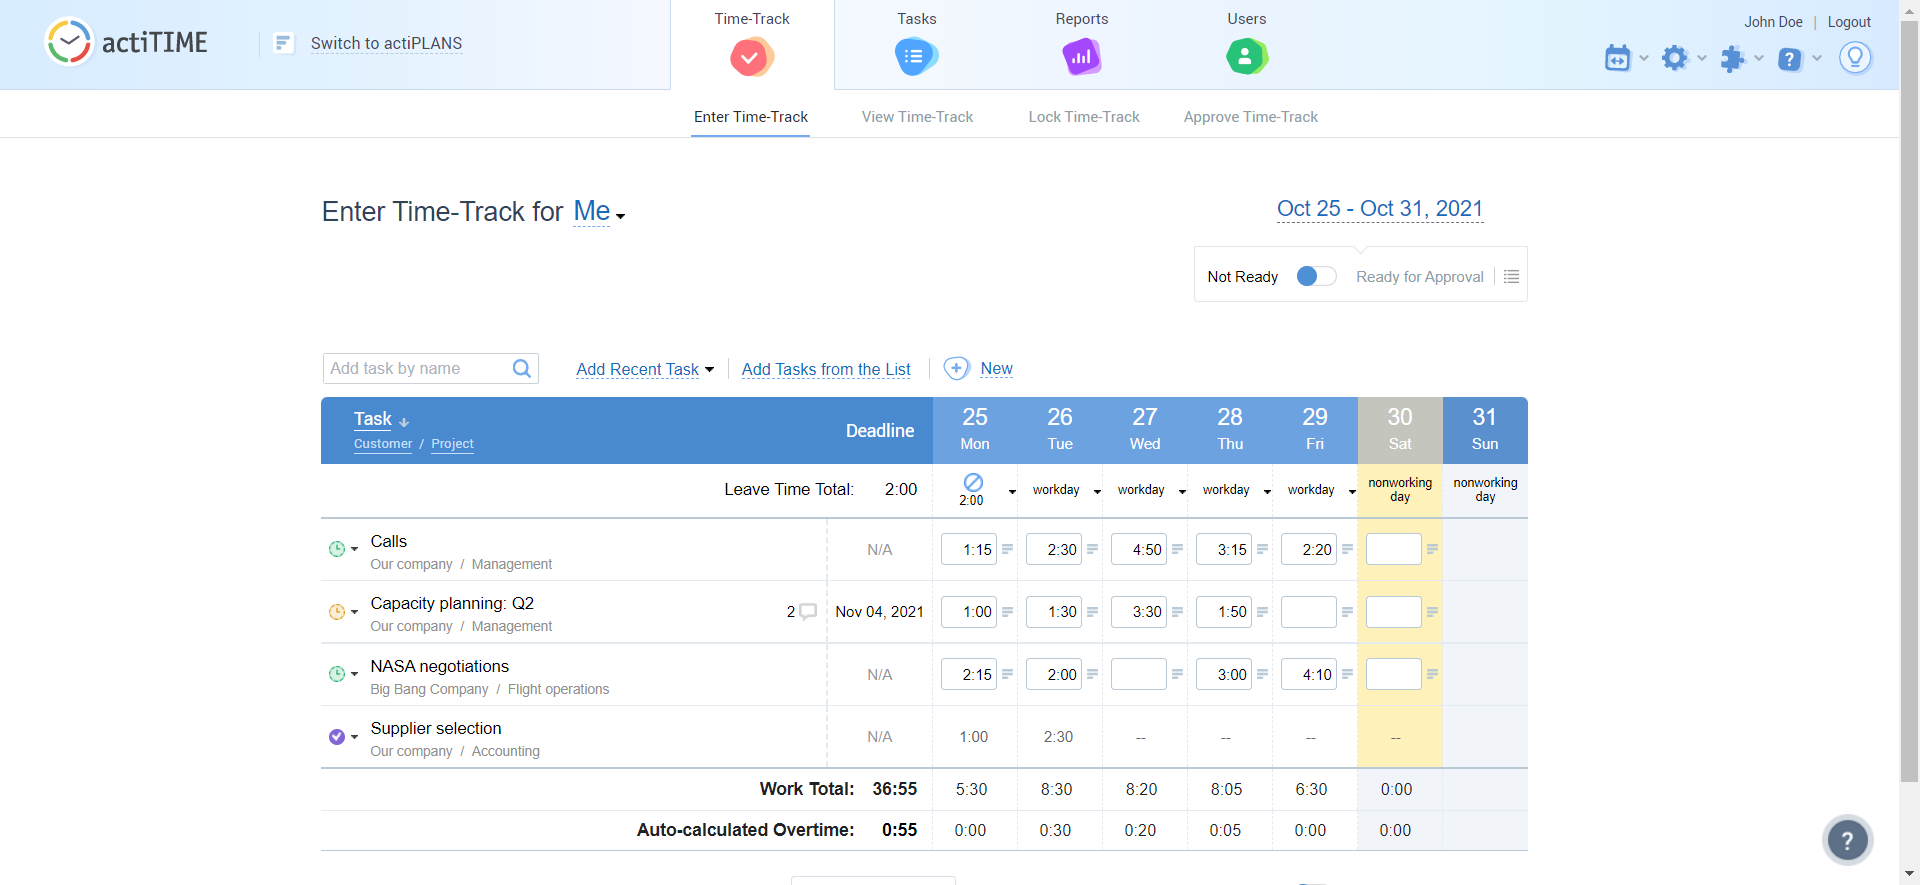 actiTIME
Switch to actiPLANS
Time-Track
Tasks
Reports
Users
John Doe | Logout
Enter Time-Track
View Time-Track
Lock Time-Track
Approve Time-Track
Enter Time-Track for Me
Oct 25 - Oct 31, 2021
Not Ready
Ready for Approval
Add task by name
Add Recent Task
Add Tasks from the List
New
Task
Customer / Project
Deadline
25 Mon
26 Tue
27 Wed
28 Thu
29 Fri
30 Sat
31 Sun
Leave Time Total: 2:00 2:00 workday workday workday workday nonworking day nonworking day
Calls
Our company / Management
N/A 1:15 2:30 4:50 3:15 2:20
Capacity planning: Q2
Our company / Management
2 Nov 04, 2021 1:00 1:30 3:30 1:50
NASA negotiations
Big Bang Company / Flight operations
N/A 2:15 2:00 3:00 4:10
Supplier selection
Our company / Accounting
N/A 1:00 2:30 -- -- -- --
Work Total: 36:55 5:30 8:30 8:20 8:05 6:30 0:00
Auto-calculated Overtime: 0:55 0:00 0:30 0:20 0:05 0:00 0:00
?